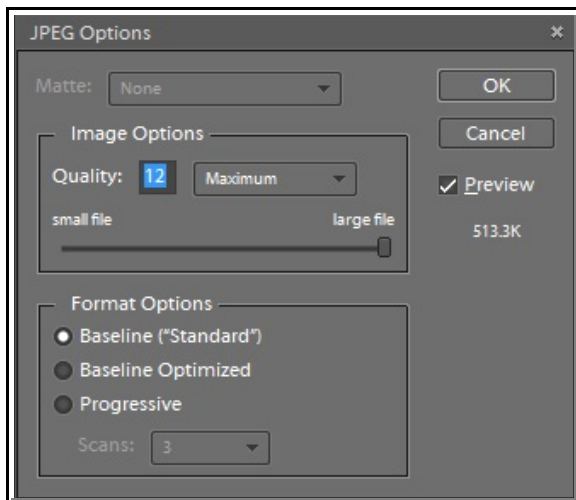 JPEG Options
Matte: None
OK
Image Options
Cancel
Quality: 12 Maximum
Preview
small file large file
513.3K
Format Options
Baseline (“Standard”)
Baseline Optimized
Progressive
Scans: 3